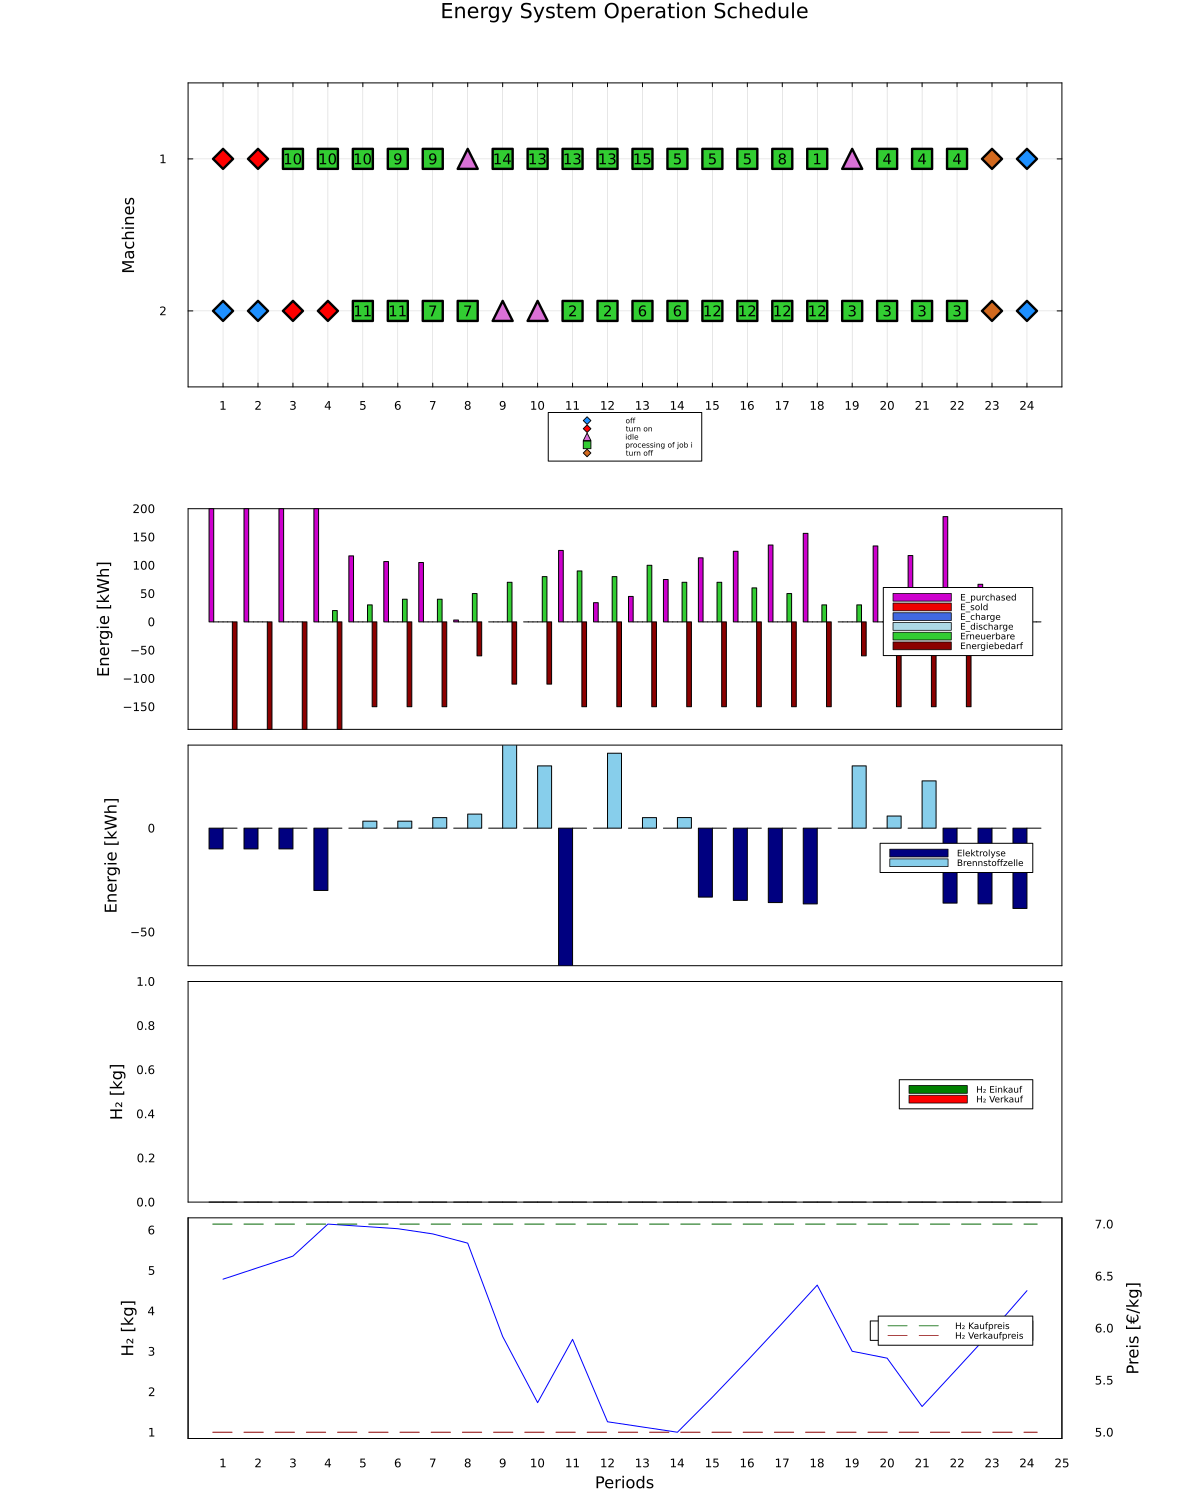 Energy System Operation Schedule
Machines
1
10 10 10 9 9 14 13 13 13 15 5 5 5 8 1 4 4 4
2
11 11 7 7 2 2 6 6 12 12 12 12 3 3 3 3
1 2 3 4 5 6 7 8 9 10 11 12 13 14 15 16 17 18 19 20 21 22 23 24
off
turn on
idle
processing of job i
turn off
Energie [kWh]
200
150
100
50
0
−50
−100
−150
E_purchased
E_sold
E_charge
E_discharge
Erneuerbare
Energiebedarf
Energie [kWh]
0
−50
Elektrolyse
Brennstoffzelle
H₂ [kg]
1.0
0.8
0.6
0.4
0.2
0.0
H₂ Einkauf
H₂ Verkauf
H₂ [kg]
6
5
4
3
2
1
H₂ Kaufpreis
H₂ Verkaufpreis
7.0
6.5
6.0
5.5
5.0
Preis [€/kg]
1 2 3 4 5 6 7 8 9 10 11 12 13 14 15 16 17 18 19 20 21 22 23 24 25
Periods